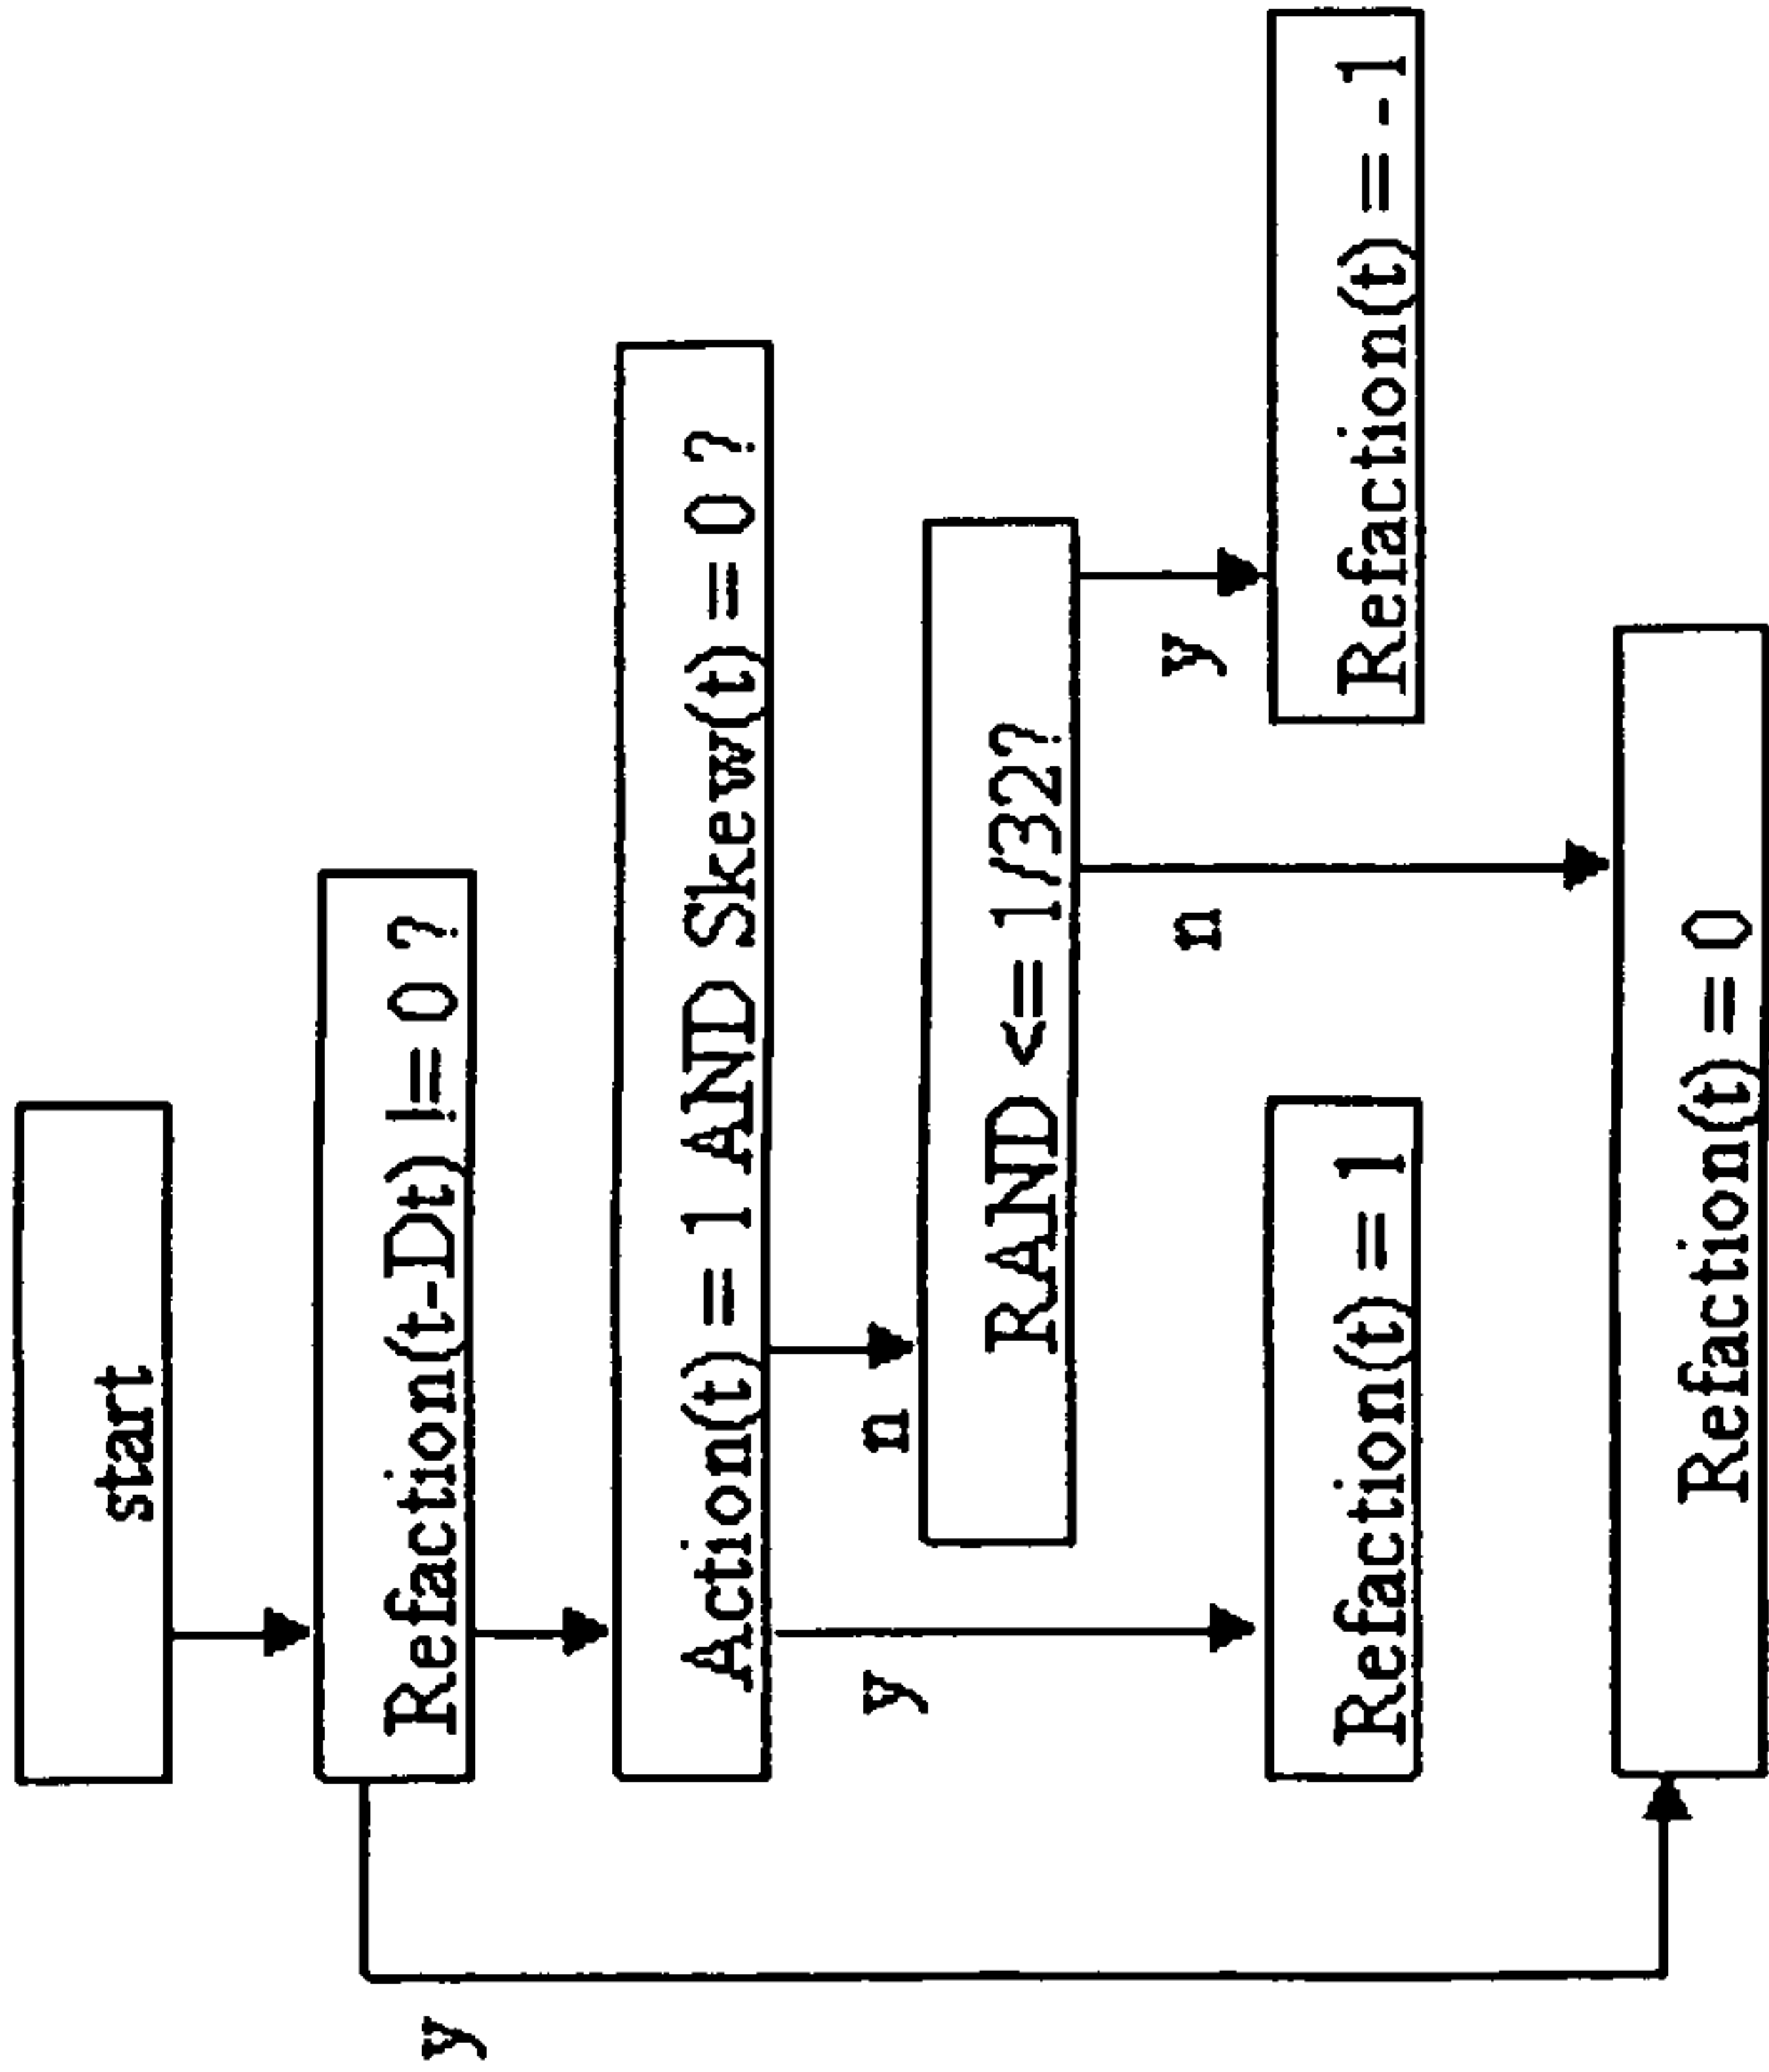 start
Refaction(t-Dt) != 0 ?
y
Action(t) = 1 AND Skew(t) = 0 ?
y
n
RAND <= 1/32?
n
y
Refaction(t) = 1
Refaction(t) = - 1
Refaction(t) = 0